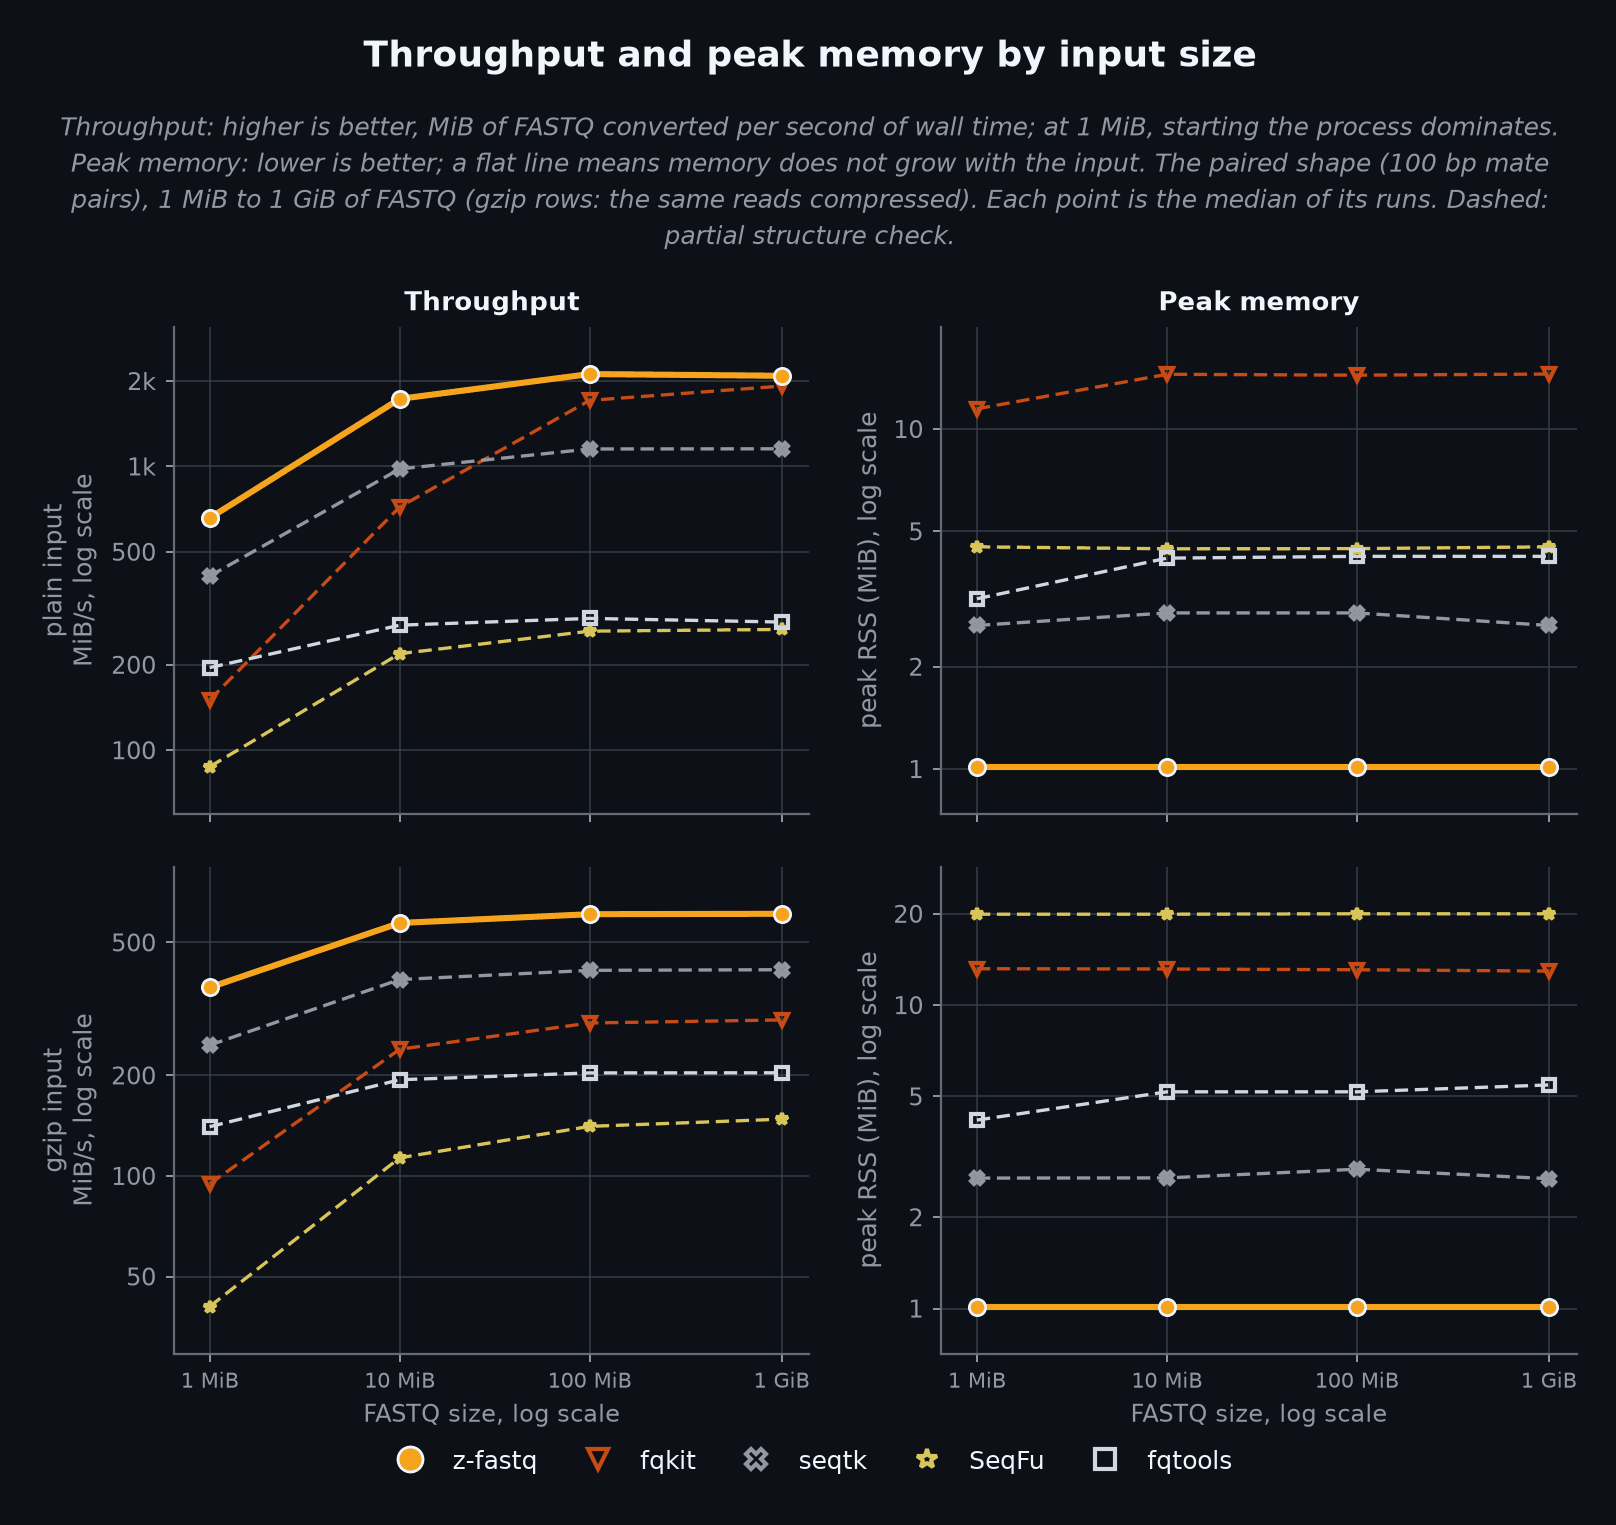 Throughput and peak memory by input size
Throughput: higher is better, MiB of FASTQ converted per second of wall time; at 1 MiB, starting the process dominates.
Peak memory: lower is better; a flat line means memory does not grow with the input. The paired shape (100 bp mate
pairs), 1 MiB to 1 GiB of FASTQ (gzip rows: the same reads compressed). Each point is the median of its runs. Dashed:
partial structure check.
Throughput
plain input
MiB/s, log scale
2k
1k
500
200
100
Peak memory
peak RSS (MiB), log scale
10
5
2
1
gzip input
MiB/s, log scale
500
200
100
50
1 MiB
10 MiB
100 MiB
1 GiB
FASTQ size, log scale
peak RSS (MiB), log scale
20
10
5
2
1
1 MiB
10 MiB
100 MiB
1 GiB
FASTQ size, log scale
z-fastq
fqkit
seqtk
SeqFu
fqtools